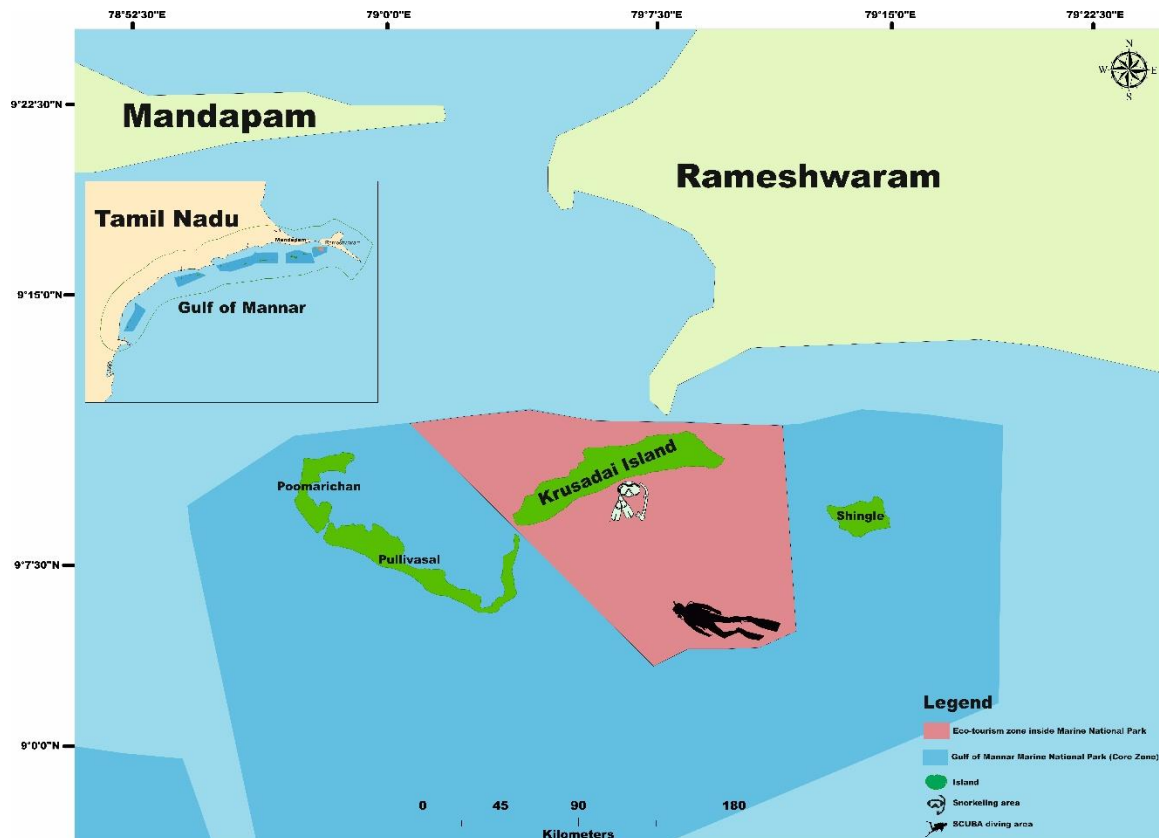 78°52'30"E 79°0'0"E 79°7'30"E 79°15'0"E 79°22'30"E
N
W E
S
9°22'30"N
Mandapam
Rameshwaram
Tamil Nadu
Mandapam
Gulf of Mannar
9°15'0"N
Krusadai Island
Poomarichan
Shingle
Pullivasal
9°7'30"N
9°0'0"N
Legend
Eco-tourism zone inside Marine National Park
Gulf of Mannar Marine National Park (Core Zone)
Island
Snorkeling area
SCUBA diving area
0 45 90 180
Kilometers